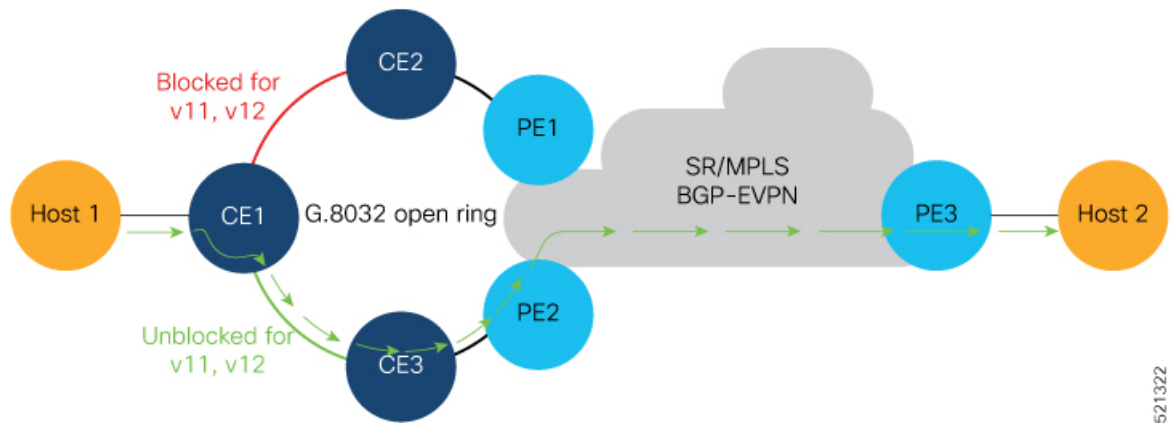 CE2
Blocked for
v11, v12
PE1
SR/MPLS
BGP-EVPN
Host 1
CE1
G.8032 open ring
PE3
Host 2
PE2
Unblocked for
v11, v12
CE3
521322